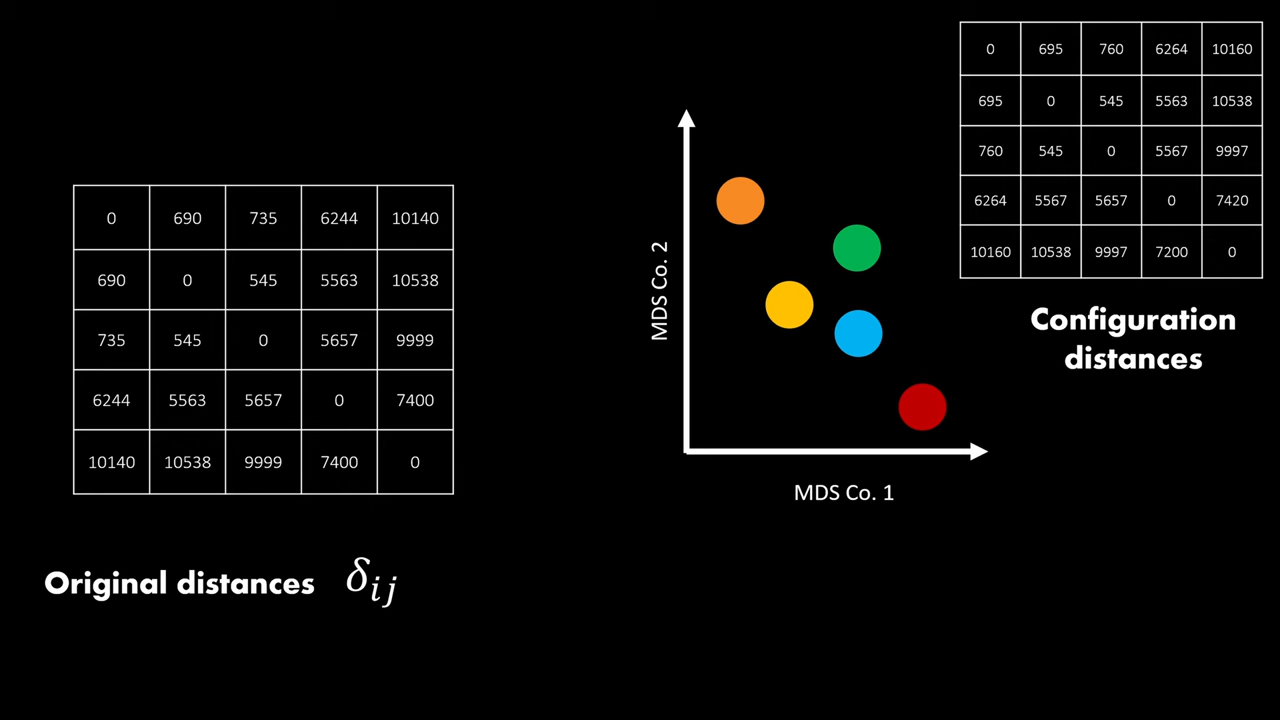 0 690 735 6244 10140
690 0 545 5563 10538
735 545 0 5657 9999
6244 5563 5657 0 7400
10140 10538 9999 7400 0
Original distances δij
MDS Co. 2
MDS Co. 1
0 695 760 6264 10160
695 0 545 5563 10538
760 545 0 5567 9997
6264 5567 5657 0 7420
10160 10538 9997 7200 0
Configuration
distances